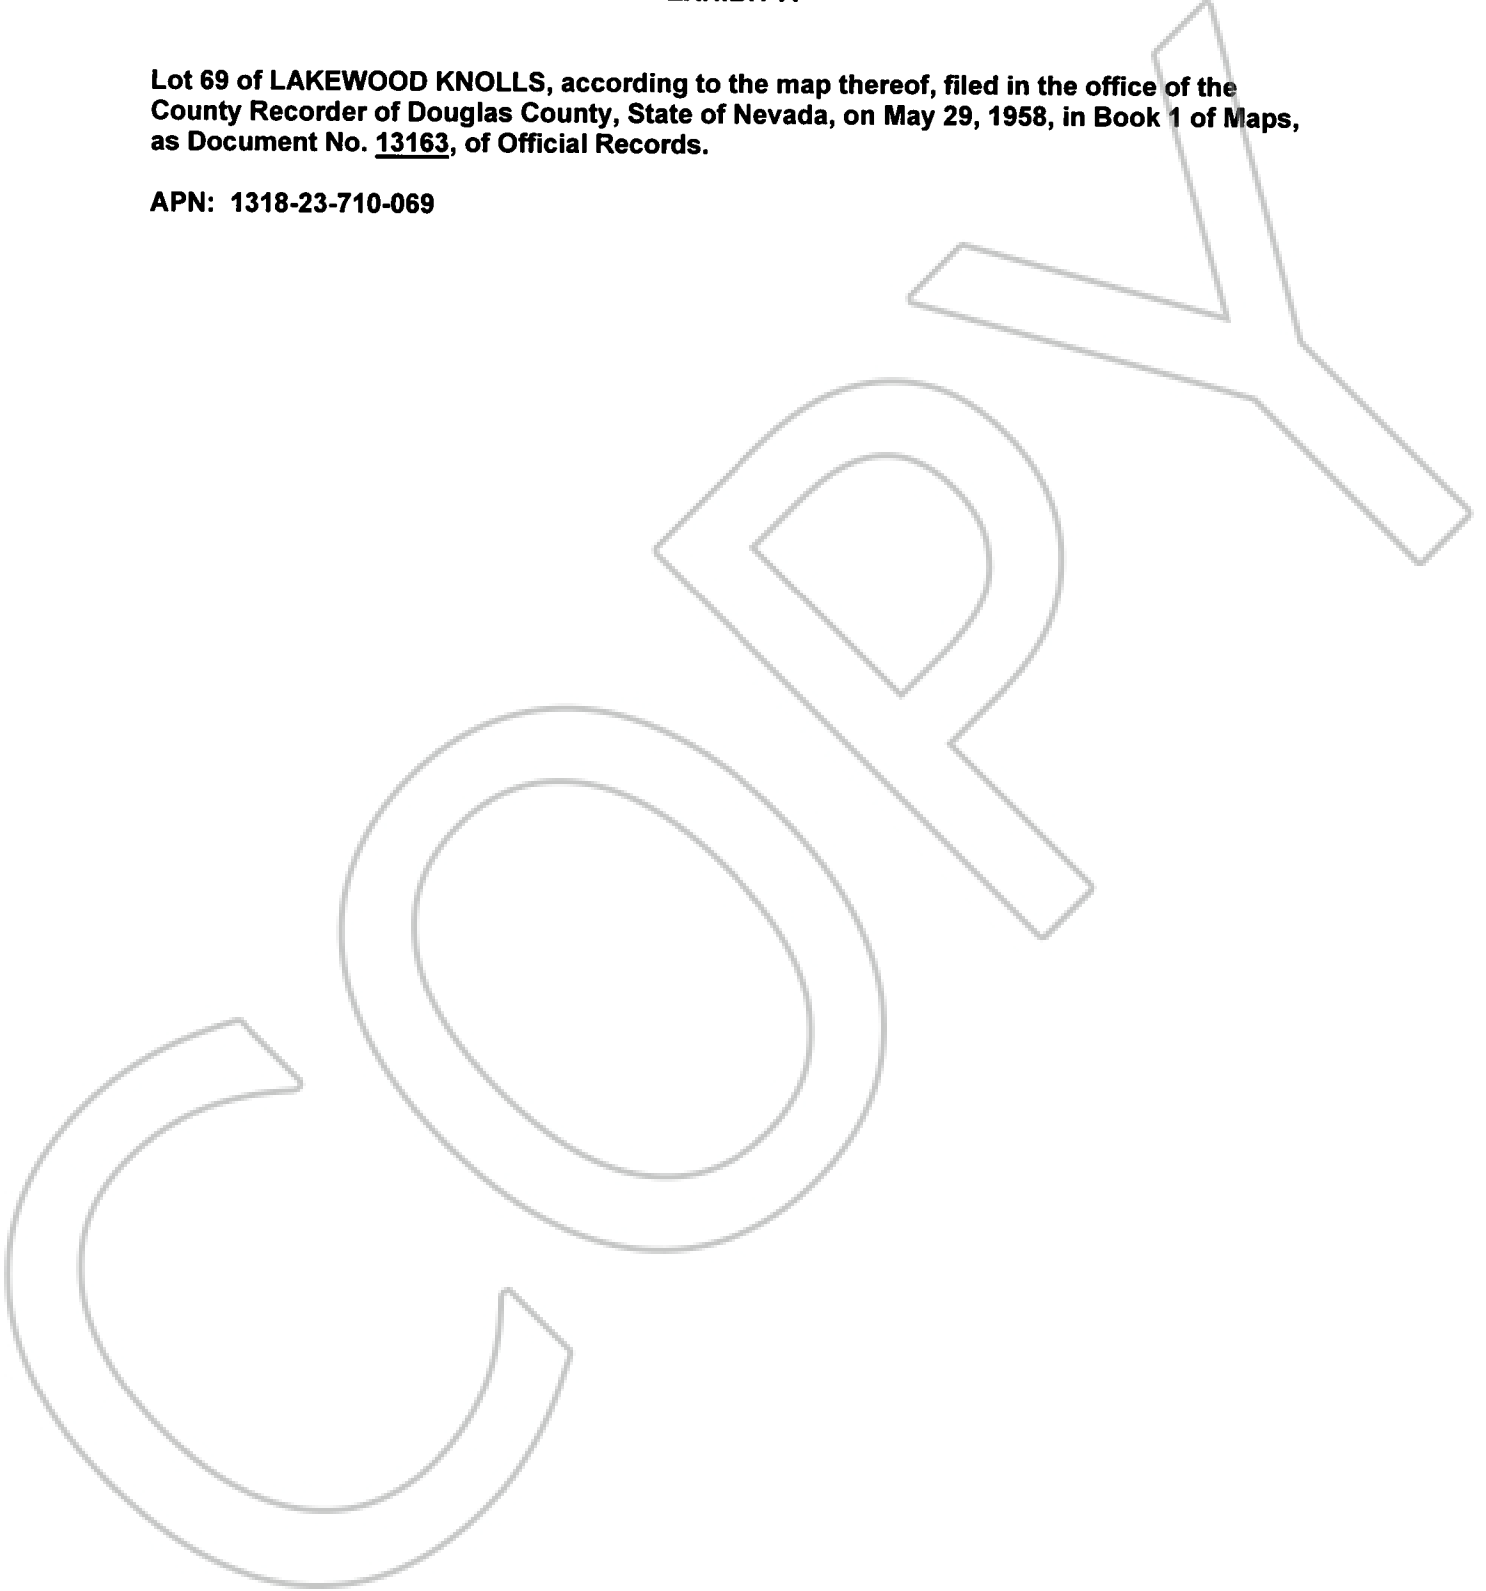 Lot 69 of LAKEWOOD KNOLLS, according to the map thereof, filed in the office of the
County Recorder of Douglas County, State of Nevada, on May 29, 1958, in Book 1 of Maps,
as Document No. 13163, of Official Records.
APN: 1318-23-710-069
COPY